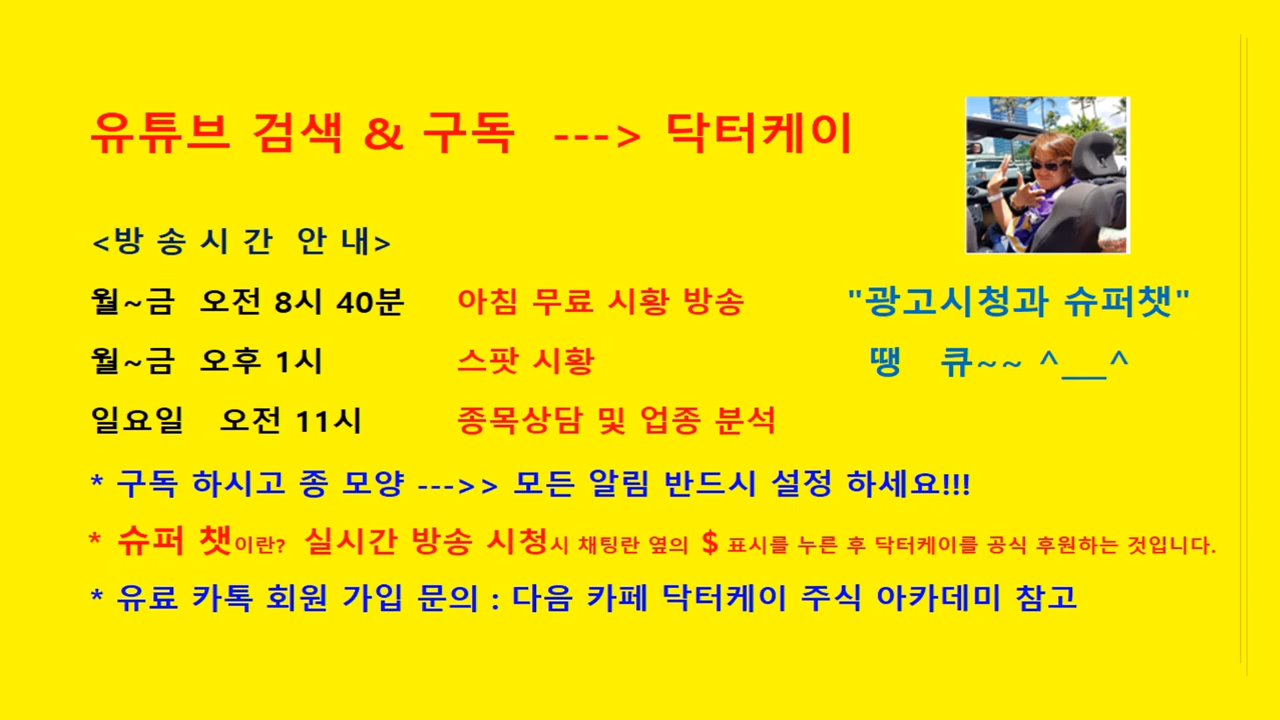 유튜브 검색 & 구독 ---> 닥터케이
<방 송 시 간 안 내>
월~금 오전 8시 40분 아침 무료 시황 방송
"광고시청과 슈퍼챗"
월~금 오후 1시 스팟 시황
땡 큐~~ ^__^
일요일 오전 11시 종목상담 및 업종 분석
* 구독 하시고 종 모양 --->> 모든 알림 반드시 설정 하세요!!!
* 슈퍼 챗이란? 실시간 방송 시청시 채팅란 옆의 $ 표시를 누른 후 닥터케이를 공식 후원하는 것입니다.
* 유료 카톡 회원 가입 문의 : 다음 카페 닥터케이 주식 아카데미 참고